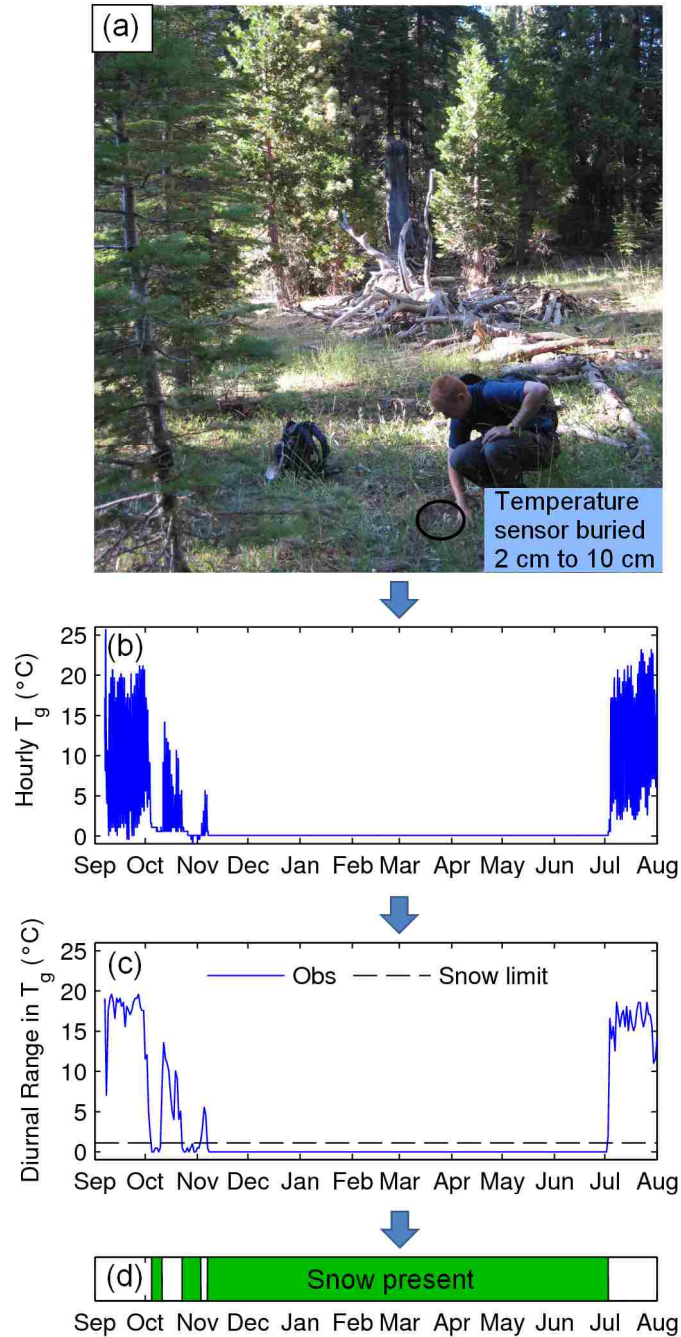 (a)
Temperature
sensor buried
2 cm to 10 cm
(b)
Hourly T_g (°C)
25
20
15
10
5
0
Sep Oct Nov Dec Jan Feb Mar Apr May Jun Jul Aug
(c)
Obs Snow limit
Diurnal Range in T_g (°C)
25
20
15
10
5
0
Sep Oct Nov Dec Jan Feb Mar Apr May Jun Jul Aug
(d) Snow present
Sep Oct Nov Dec Jan Feb Mar Apr May Jun Jul Aug